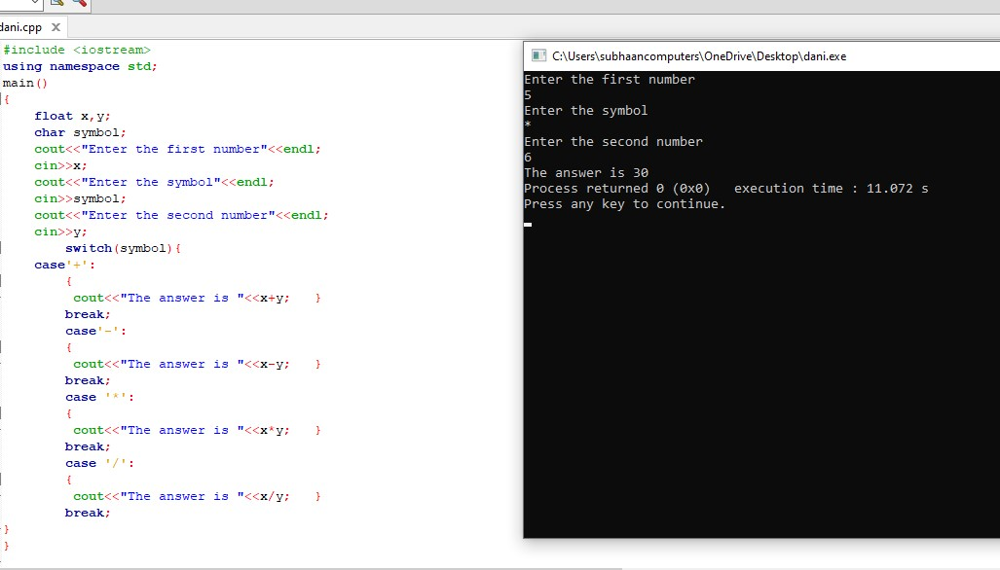 dani.cpp X
#include <iostream>
using namespace std;
main()
{
float x,y;
char symbol;
cout<<"Enter the first number"<<endl;
cin>>x;
cout<<"Enter the symbol"<<endl;
cin>>symbol;
cout<<"Enter the second number"<<endl;
cin>>y;
switch(symbol){
case'+':
{
cout<<"The answer is "<<x+y; }
break;
case'-':
{
cout<<"The answer is "<<x-y; }
break;
case '*':
{
cout<<"The answer is "<<x*y; }
break;
case '/':
{
cout<<"The answer is "<<x/y; }
break;
}
}
C:\Users\subhaancomputers\OneDrive\Desktop\dani.exe
Enter the first number
5
Enter the symbol
*
Enter the second number
6
The answer is 30
Process returned 0 (0x0) execution time : 11.072 s
Press any key to continue.